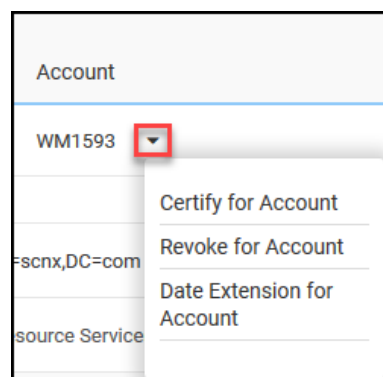 Account
WM1593
Certify for Account
Revoke for Account
=scnx,DC=com
Date Extension for
Account
source Service